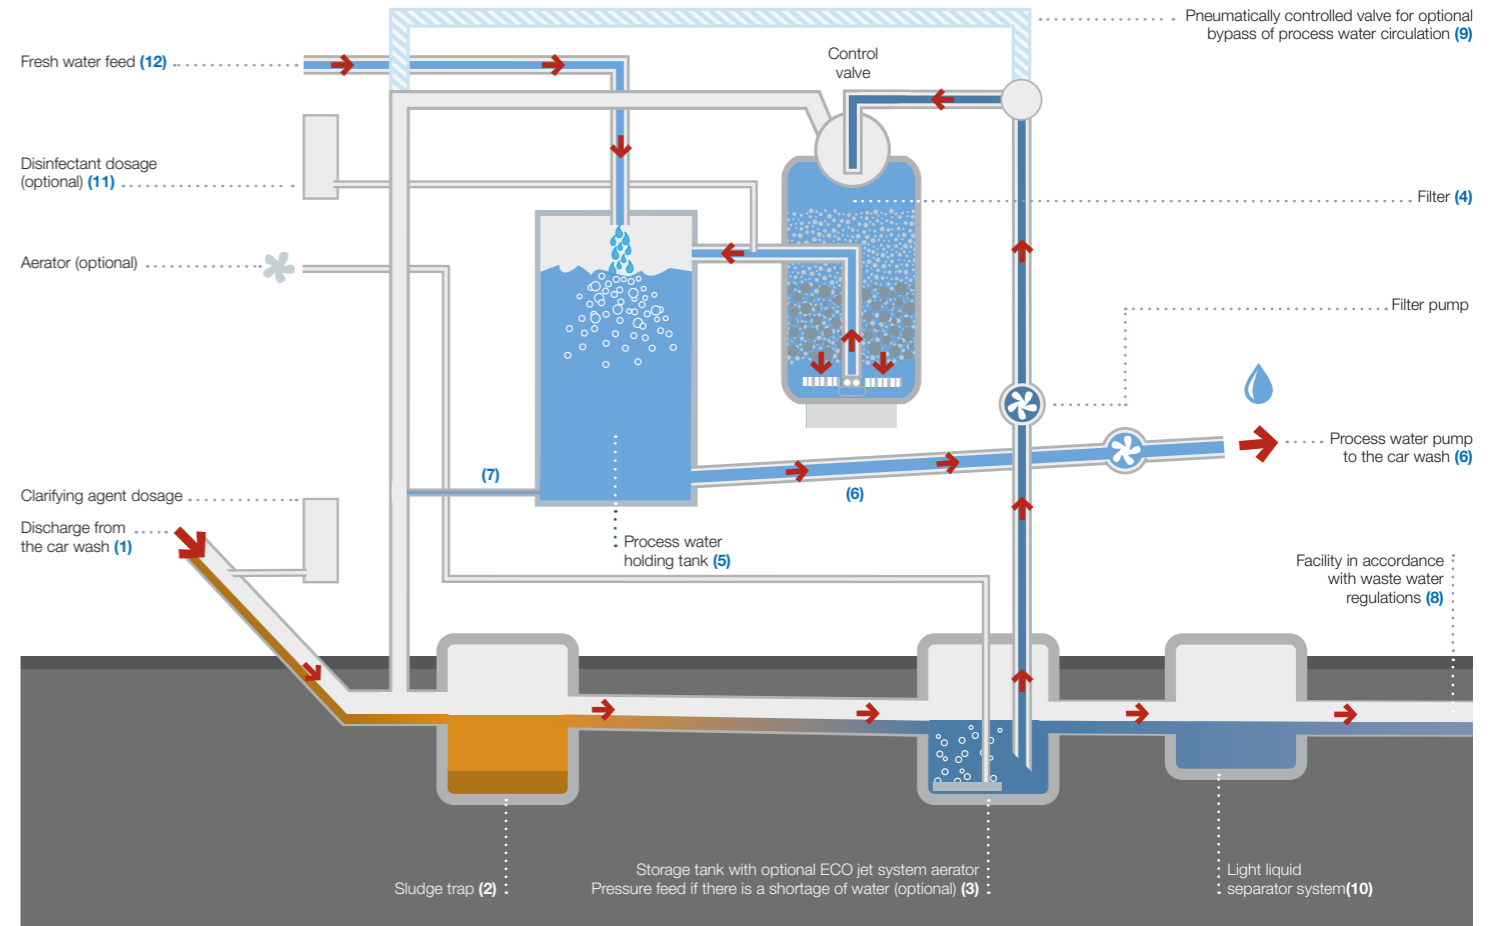 Pneumatically controlled valve for optional
bypass of process water circulation (9)
Fresh water feed (12)
Control
valve
Disinfectant dosage
(optional) (11)
Filter (4)
Aerator (optional)
Filter pump
Process water pump
to the car wash (6)
(7)
(6)
Clarifying agent dosage
Discharge from
the car wash (1)
Process water
holding tank (5)
Facility in accordance
with waste water
regulations (8)
Storage tank with optional ECO jet system aerator
Pressure feed if there is a shortage of water (optional) (3)
Sludge trap (2)
Light liquid
separator system(10)